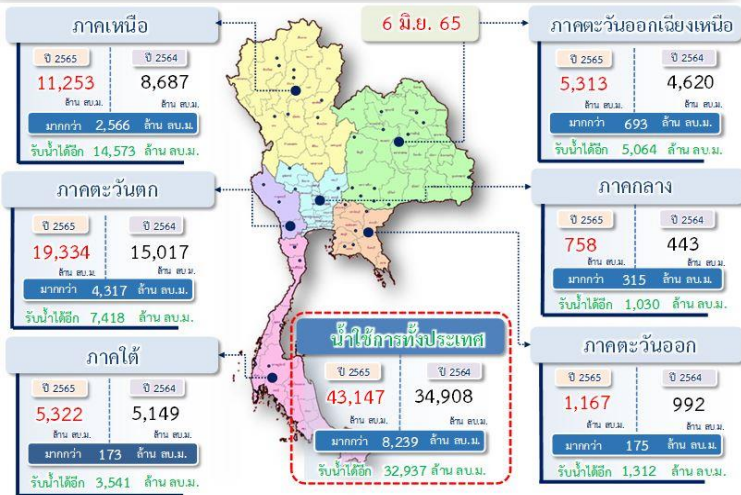 ภาคเหนือ
ปี 2565 ปี 2564
11,253 8,687
ล้าน ลบ.ม. ล้าน ลบ.ม.
มากกว่า 2,566 ล้าน ลบ.ม.
รับน้ำได้อีก 14,573 ล้าน ลบ.ม.
6 มิ.ย. 65
ภาคตะวันออกเฉียงเหนือ
ปี 2565 ปี 2564
5,313 4,620
ล้าน ลบ.ม. ล้าน ลบ.ม.
มากกว่า 693 ล้าน ลบ.ม.
รับน้ำได้อีก 5,064 ล้าน ลบ.ม.
ภาคตะวันตก
ปี 2565 ปี 2564
19,334 15,017
ล้าน ลบ.ม. ล้าน ลบ.ม.
มากกว่า 4,317 ล้าน ลบ.ม.
รับน้ำได้อีก 7,418 ล้าน ลบ.ม.
ภาคกลาง
ปี 2565 ปี 2564
758 443
ล้าน ลบ.ม. ล้าน ลบ.ม.
มากกว่า 315 ล้าน ลบ.ม.
รับน้ำได้อีก 1,030 ล้าน ลบ.ม.
ภาคใต้
ปี 2565 ปี 2564
5,322 5,149
ล้าน ลบ.ม. ล้าน ลบ.ม.
มากกว่า 173 ล้าน ลบ.ม.
รับน้ำได้อีก 3,541 ล้าน ลบ.ม.
น้ำใช้การทั้งประเทศ
ปี 2565 ปี 2564
43,147 34,908
ล้าน ลบ.ม. ล้าน ลบ.ม.
มากกว่า 8,239 ล้าน ลบ.ม.
รับน้ำได้อีก 32,937 ล้าน ลบ.ม.
ภาคตะวันออก
ปี 2565 ปี 2564
1,167 992
ล้าน ลบ.ม. ล้าน ลบ.ม.
มากกว่า 175 ล้าน ลบ.ม.
รับน้ำได้อีก 1,312 ล้าน ลบ.ม.